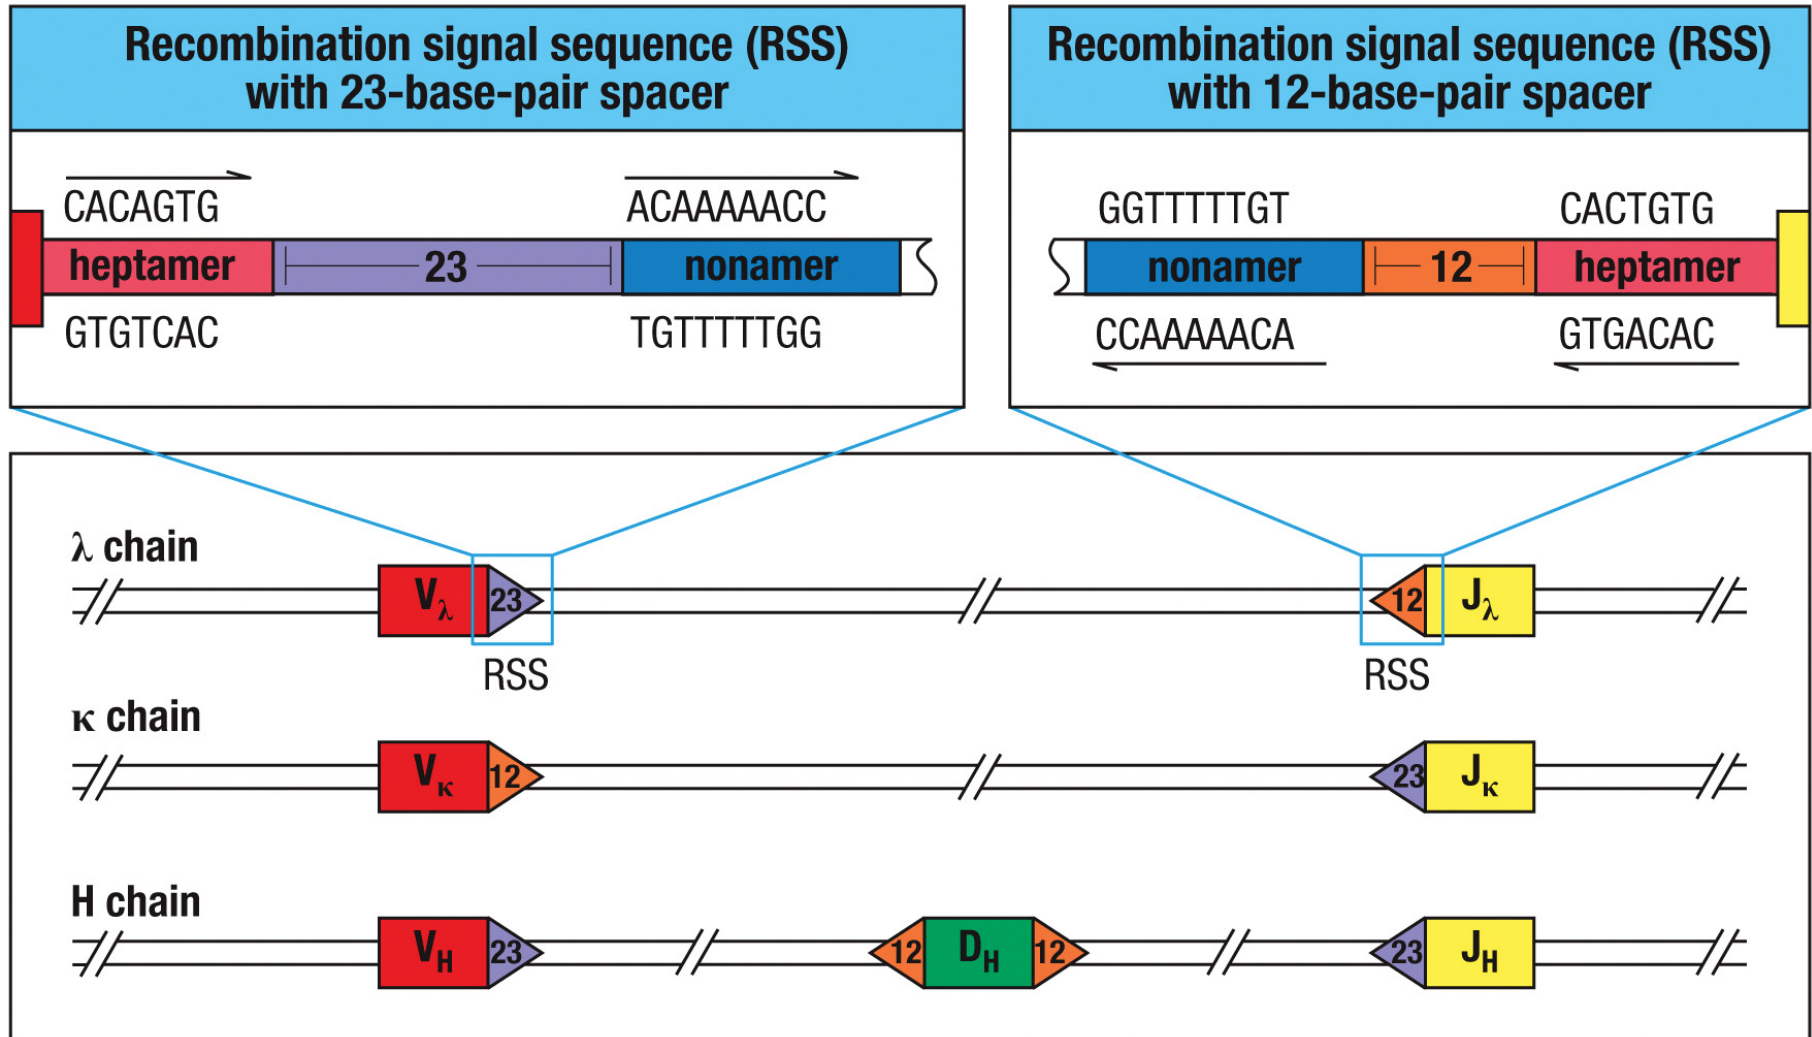 Recombination signal sequence (RSS)
with 23-base-pair spacer
CACAGTG
ACAAAAACC
heptamer
23
nonamer
GTGTCAC
TGTTTTTGG
Recombination signal sequence (RSS)
with 12-base-pair spacer
GGTTTTTGT
CACTGTG
nonamer
12
heptamer
CCAAAAACA
GTGACAC
λ chain
Vλ
23
12
Jλ
RSS
RSS
κ chain
Vκ
12
23
Jκ
H chain
VH
23
12
DH
12
23
JH